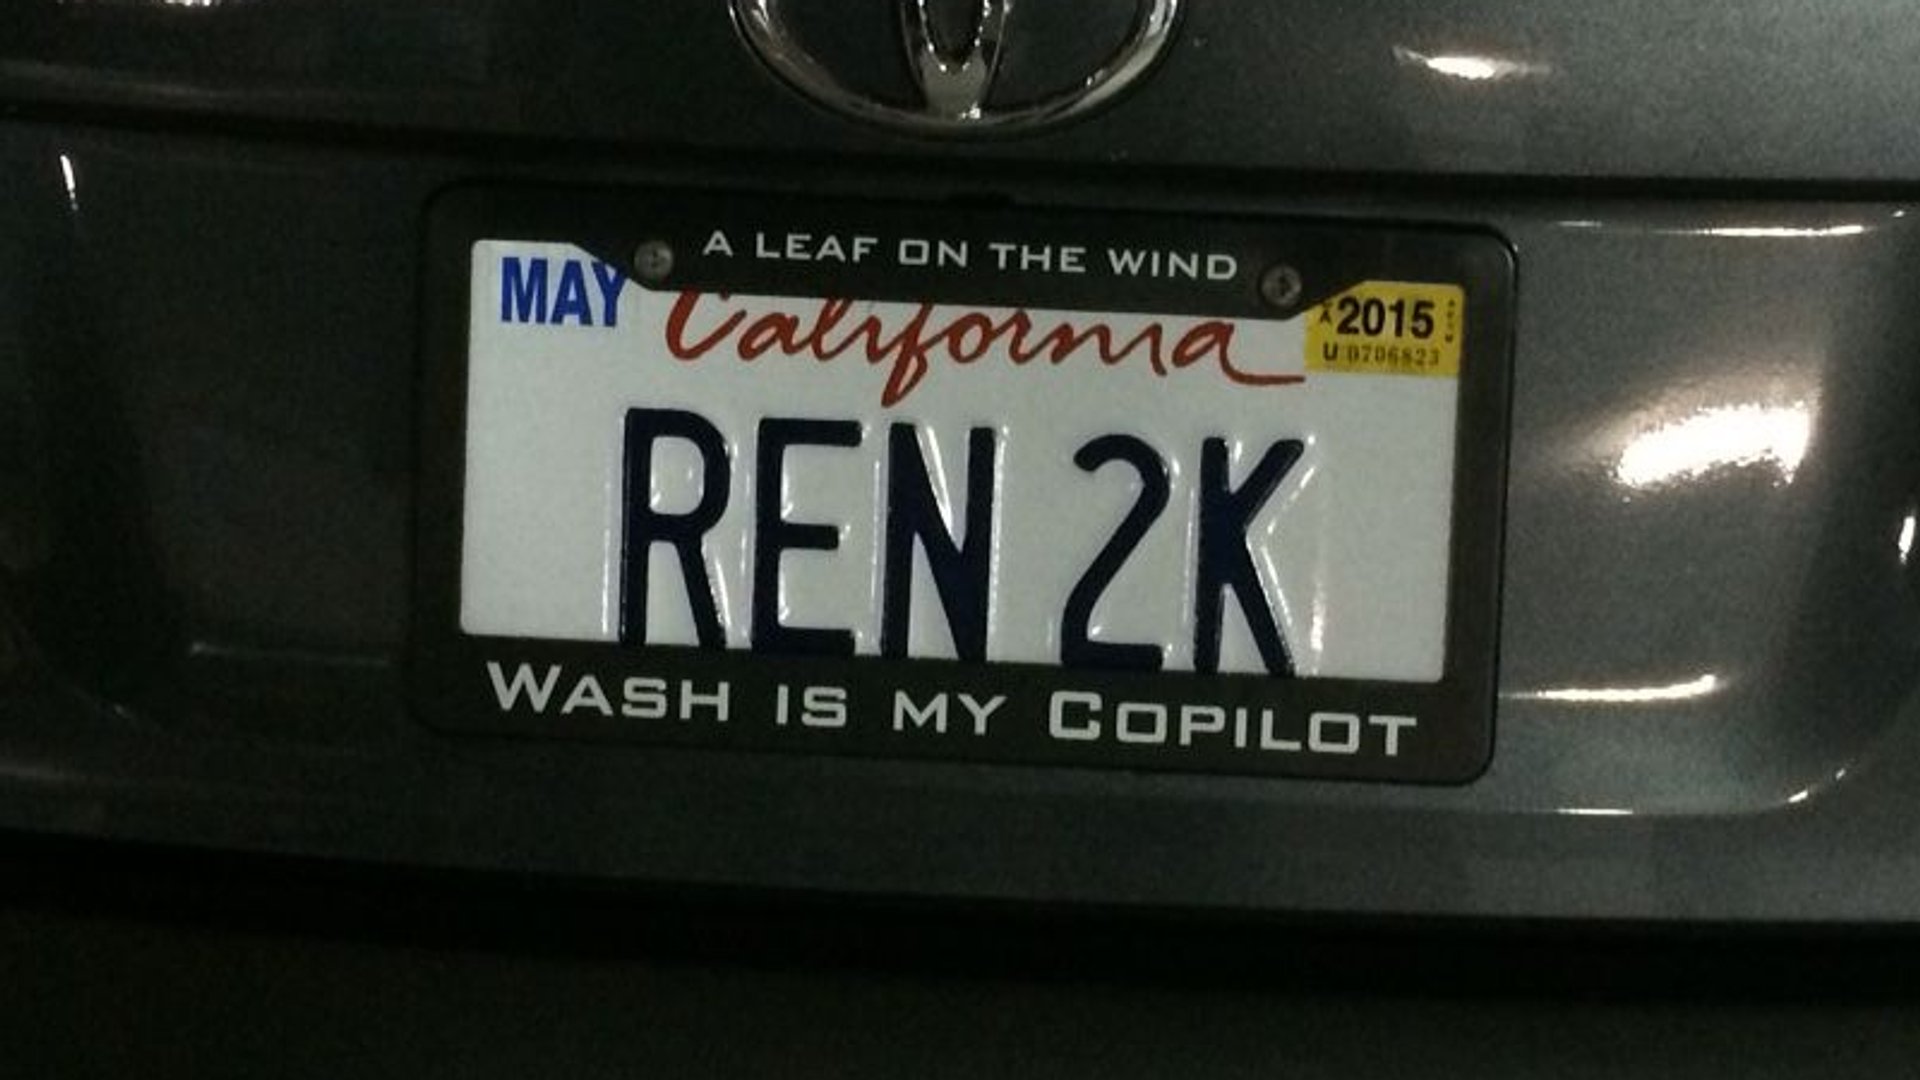 A LEAF ON THE WIND
MAY
California
2015
REN 2K
WASH IS MY COPILOT